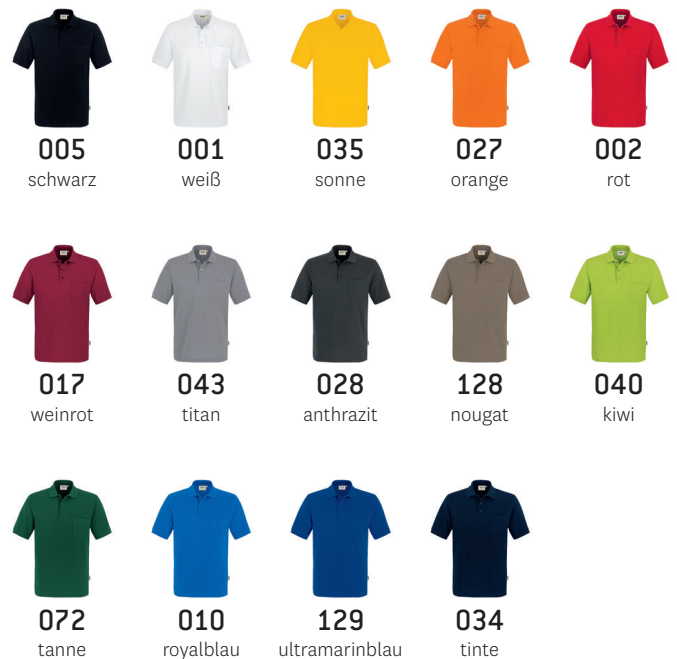 005 001 035 027 002
schwarz weiß sonne orange rot
017 043 028 128 040
weinrot titan anthrazit nougat kiwi
072 010 129 034
tanne royalblau ultramarinblau tinte